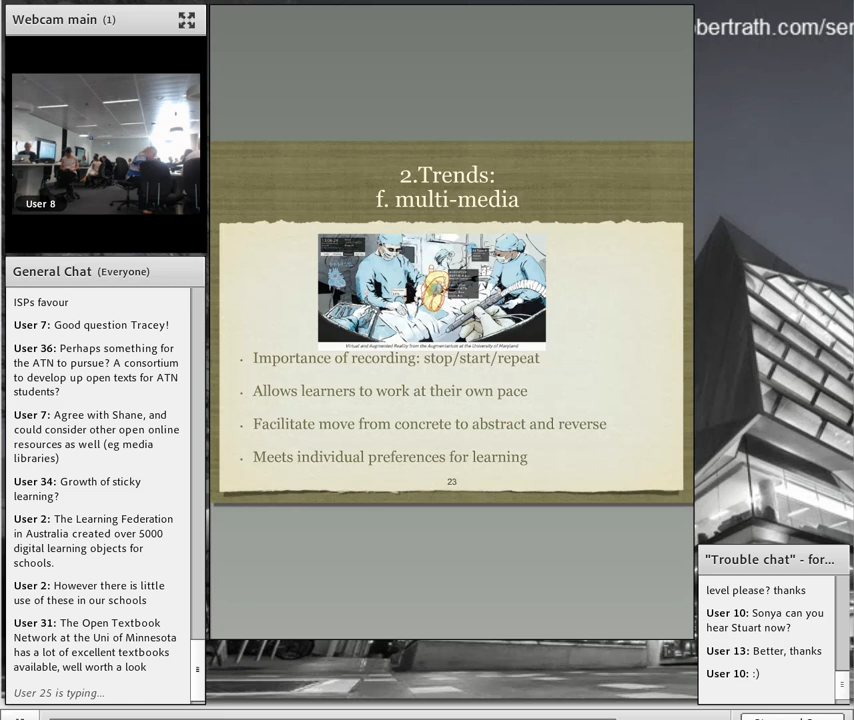 Webcam main (1)
User 8
General Chat (Everyone)
ISPs favour
User 7: Good question Tracey!
User 36: Perhaps something for
the ATN to pursue? A consortium
to develop up open texts for ATN
students?
User 7: Agree with Shane, and
could consider other open online
resources as well (eg media
libraries)
User 34: Growth of sticky
learning?
User 2: The Learning Federation
in Australia created over 5000
digital learning objects for
schools.
User 2: However there is little
use of these in our schools
User 31: The Open Textbook
Network at the Uni of Minnesota
has a lot of excellent textbooks
available, well worth a look
User 25 is typing...
2.Trends:
f. multi-media
Virtual and Augmented Reality from the Augmentarium at the University of Maryland
· Importance of recording: stop/start/repeat
· Allows learners to work at their own pace
· Facilitate move from concrete to abstract and reverse
· Meets individual preferences for learning
23
obertrath.com/ser
"Trouble chat" - for...
level please? thanks
User 10: Sonya can you
hear Stuart now?
User 13: Better, thanks
User 10: :)